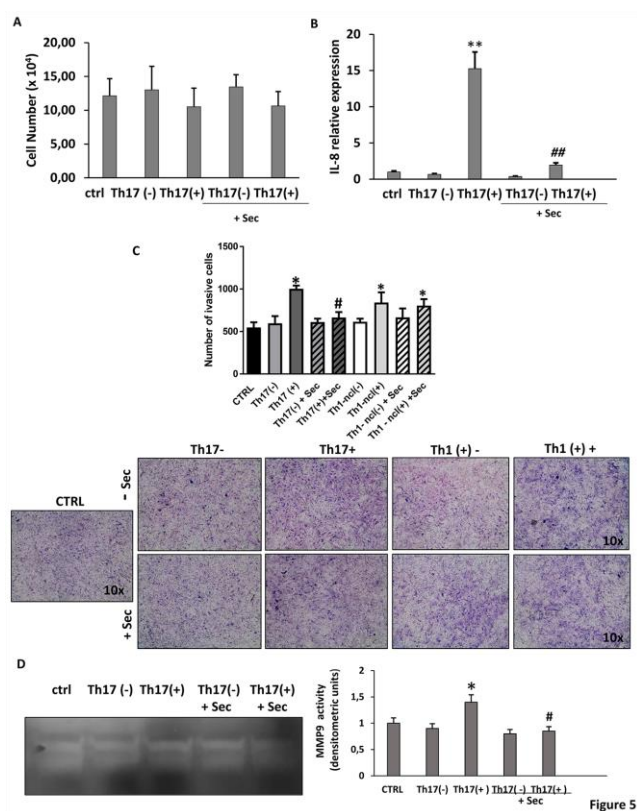 A
Cell Number (x 10⁴)
20,00
15,00
10,00
5,00
0,00
ctrl Th17 (-) Th17(+) Th17(-) Th17(+)
+ Sec
B
IL-8 relative expression
20
15
10
5
0
**
##
ctrl Th17 (-) Th17(+) Th17(-) Th17(+)
+ Sec
C
Number of ivasive cells
1500
1000
500
0
*
#
*
*
CTRL
Th17(-)
Th17 (+)
Th17(-) + Sec
Th17(+)+Sec
Th1-ncl(-)
Th1-ncl(+)
Th1- ncl(-) + Sec
Th1 - ncl(+) +Sec
Th17- Th17+ Th1 (+) - Th1 (+) +
– Sec
CTRL
10x
10x
+ Sec
10x
D
ctrl Th17 (-) Th17(+) Th17(-) Th17(+)
+ Sec + Sec
MMP9 activity
(densitometric units)
2
1,5
1
0,5
0
*
#
CTRL Th17(-) Th17(+) Th17(-) Th17(+)
+ Sec
Figure 5